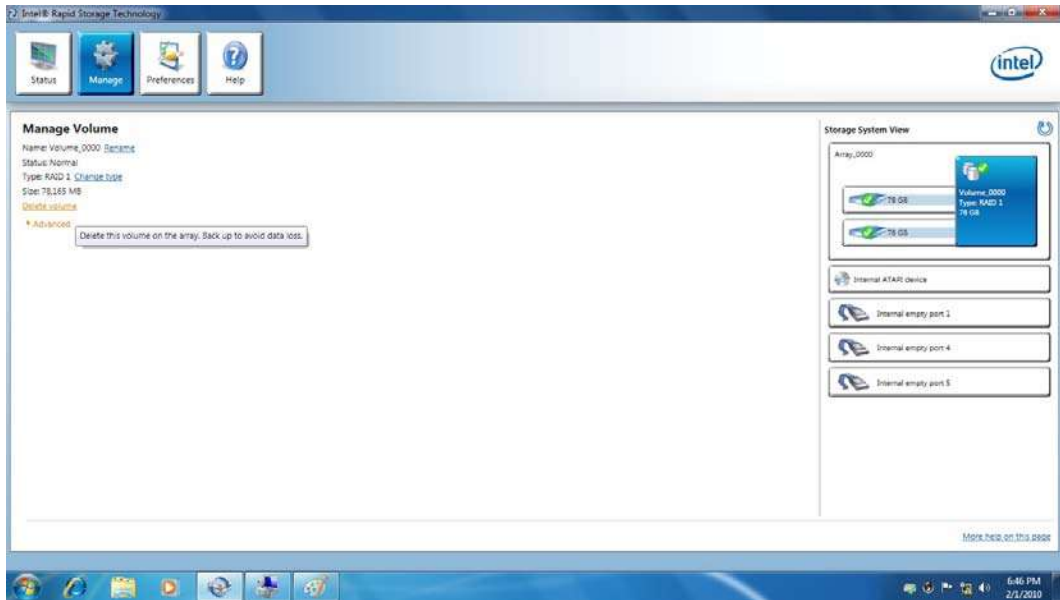 Intel® Rapid Storage Technology
Status
Manage
Preferences
Help
intel
Manage Volume
Name: Volume_0000 Rename
Status: Normal
Type: RAID 1 Change type
Size: 78,165 MB
Delete volume
Advanced
Delete this volume on the array. Back up to avoid data loss.
Storage System View
Array_0000
78 GB
78 GB
Volume_0000
Type: RAID 1
78 GB
Internal ATAPI device
Internal empty port 1
Internal empty port 4
Internal empty port 5
More help on this page
6:46 PM
2/1/2010